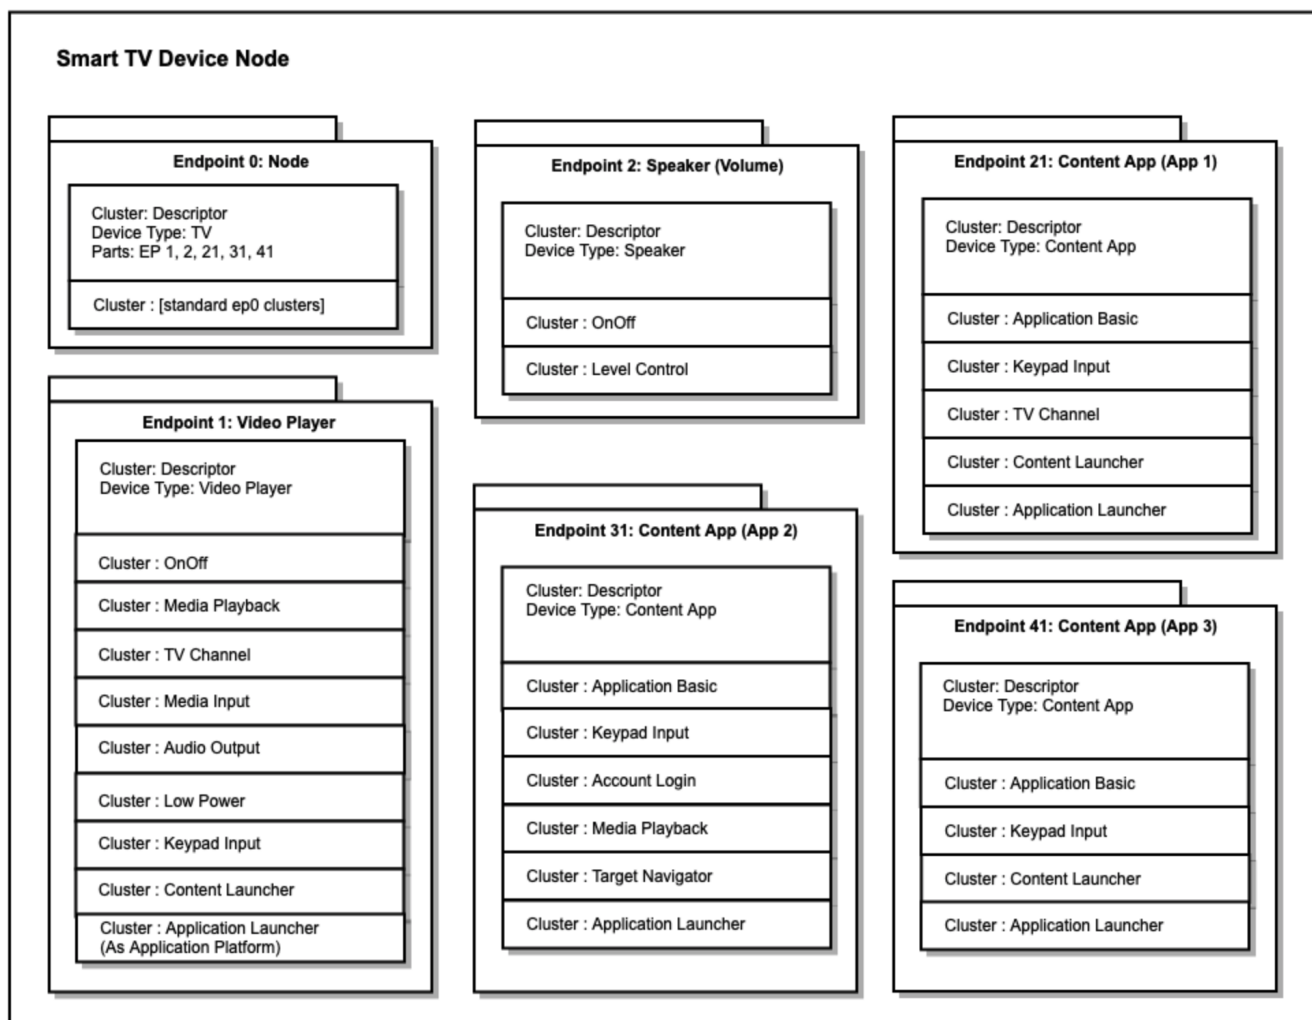 Smart TV Device Node
Endpoint 0: Node
Cluster: Descriptor
Device Type: TV
Parts: EP 1, 2, 21, 31, 41
Cluster : [standard ep0 clusters]
Endpoint 1: Video Player
Cluster: Descriptor
Device Type: Video Player
Cluster : OnOff
Cluster : Media Playback
Cluster : TV Channel
Cluster : Media Input
Cluster : Audio Output
Cluster : Low Power
Cluster : Keypad Input
Cluster : Content Launcher
Cluster : Application Launcher
(As Application Platform)
Endpoint 2: Speaker (Volume)
Cluster: Descriptor
Device Type: Speaker
Cluster : OnOff
Cluster : Level Control
Endpoint 31: Content App (App 2)
Cluster: Descriptor
Device Type: Content App
Cluster : Application Basic
Cluster : Keypad Input
Cluster : Account Login
Cluster : Media Playback
Cluster : Target Navigator
Cluster : Application Launcher
Endpoint 21: Content App (App 1)
Cluster: Descriptor
Device Type: Content App
Cluster : Application Basic
Cluster : Keypad Input
Cluster : TV Channel
Cluster : Content Launcher
Cluster : Application Launcher
Endpoint 41: Content App (App 3)
Cluster: Descriptor
Device Type: Content App
Cluster : Application Basic
Cluster : Keypad Input
Cluster : Content Launcher
Cluster : Application Launcher